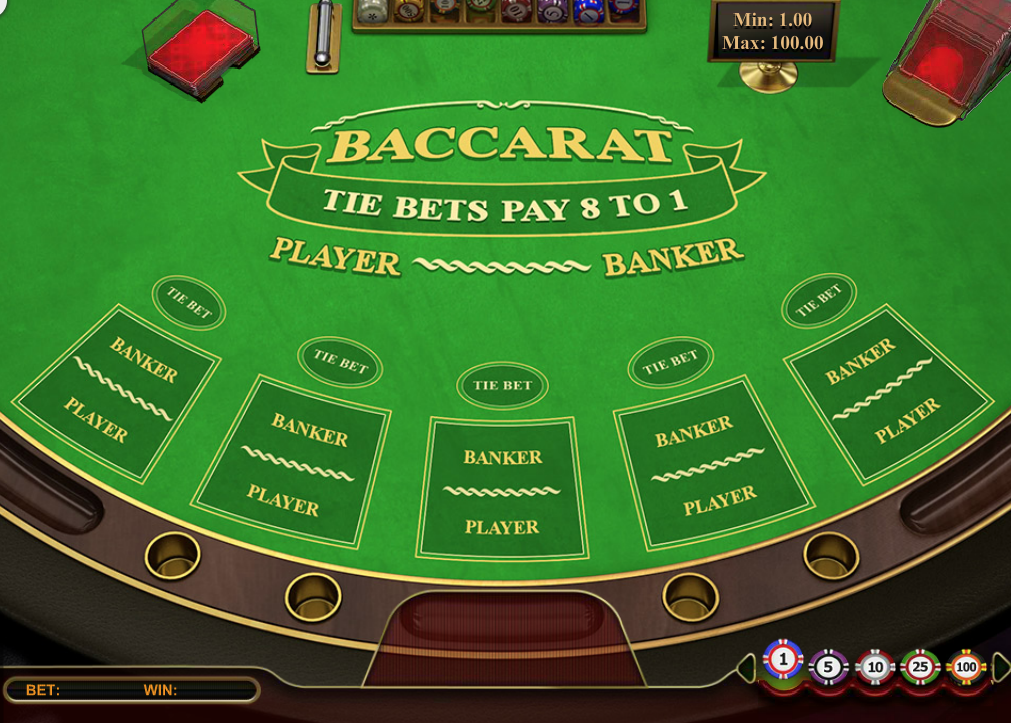 Min: 1.00
Max: 100.00
BACCARAT
TIE BETS PAY 8 TO 1
PLAYER BANKER
TIE BET
BANKER
PLAYER
TIE BET
BANKER
PLAYER
TIE BET
BANKER
PLAYER
TIE BET
BANKER
PLAYER
TIE BET
BANKER
PLAYER
BET: WIN:
1 5 10 25 100